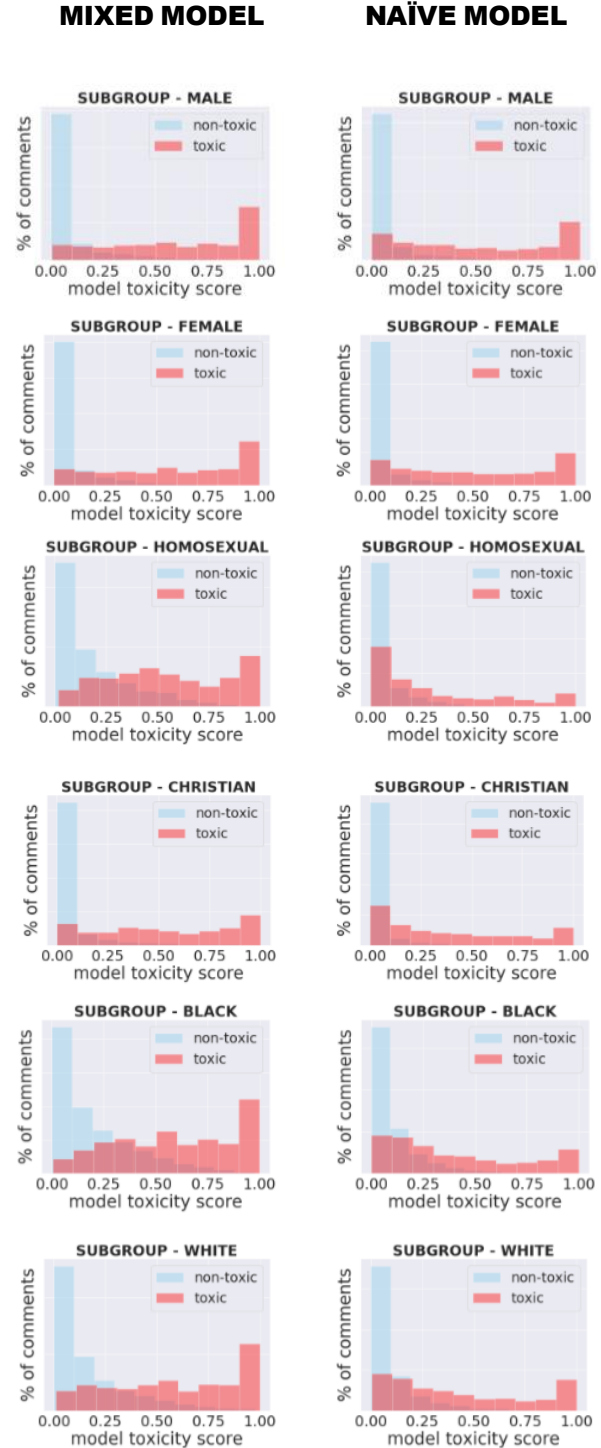 MIXED MODEL NAÏVE MODEL
SUBGROUP - MALE SUBGROUP - MALE
non-toxic non-toxic
toxic toxic
% of comments % of comments
0.00 0.25 0.50 0.75 1.00 0.00 0.25 0.50 0.75 1.00
model toxicity score model toxicity score
SUBGROUP - FEMALE SUBGROUP - FEMALE
non-toxic non-toxic
toxic toxic
% of comments % of comments
0.00 0.25 0.50 0.75 1.00 0.00 0.25 0.50 0.75 1.00
model toxicity score model toxicity score
SUBGROUP - HOMOSEXUAL SUBGROUP - HOMOSEXUAL
non-toxic non-toxic
toxic toxic
% of comments % of comments
0.00 0.25 0.50 0.75 1.00 0.00 0.25 0.50 0.75 1.00
model toxicity score model toxicity score
SUBGROUP - CHRISTIAN SUBGROUP - CHRISTIAN
non-toxic non-toxic
toxic toxic
% of comments % of comments
0.00 0.25 0.50 0.75 1.00 0.00 0.25 0.50 0.75 1.00
model toxicity score model toxicity score
SUBGROUP - BLACK SUBGROUP - BLACK
non-toxic non-toxic
toxic toxic
% of comments % of comments
0.00 0.25 0.50 0.75 1.00 0.00 0.25 0.50 0.75 1.00
model toxicity score model toxicity score
SUBGROUP - WHITE SUBGROUP - WHITE
non-toxic non-toxic
toxic toxic
% of comments % of comments
0.00 0.25 0.50 0.75 1.00 0.00 0.25 0.50 0.75 1.00
model toxicity score model toxicity score